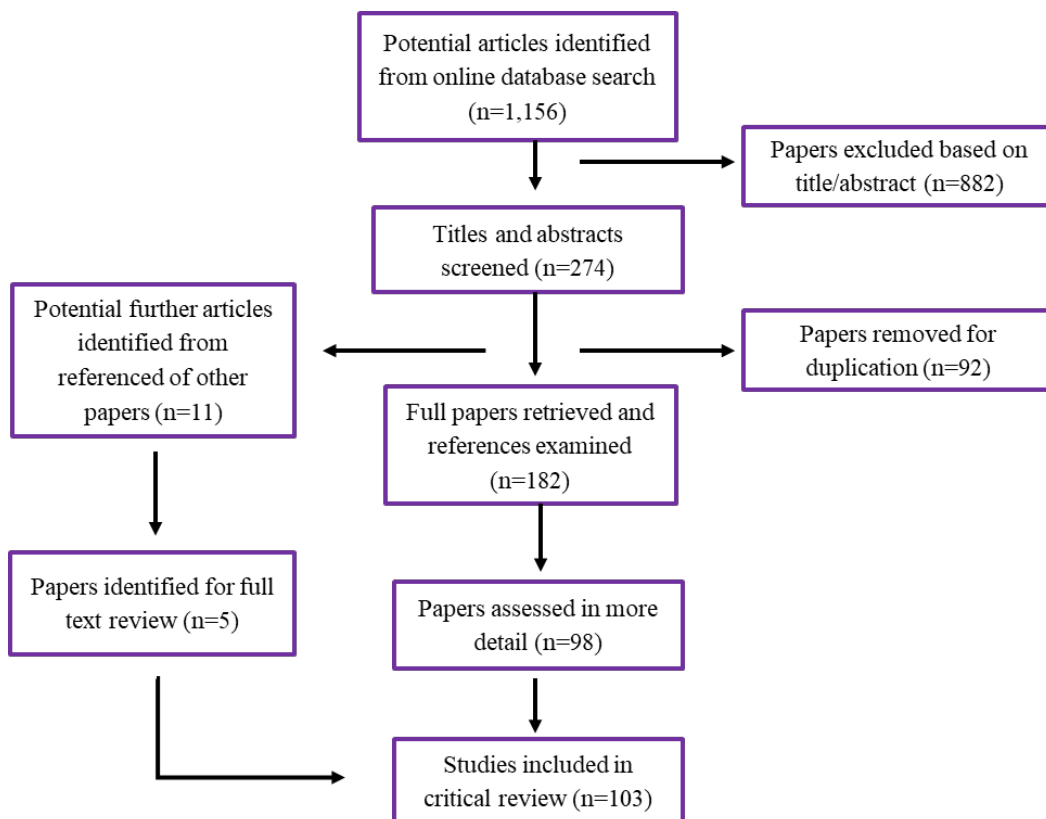 Potential articles identified
from online database search
(n=1,156)
Papers excluded based on
title/abstract (n=882)
Titles and abstracts
screened (n=274)
Potential further articles
identified from
referenced of other
papers (n=11)
Papers removed for
duplication (n=92)
Full papers retrieved and
references examined
(n=182)
Papers identified for full
text review (n=5)
Papers assessed in more
detail (n=98)
Studies included in
critical review (n=103)